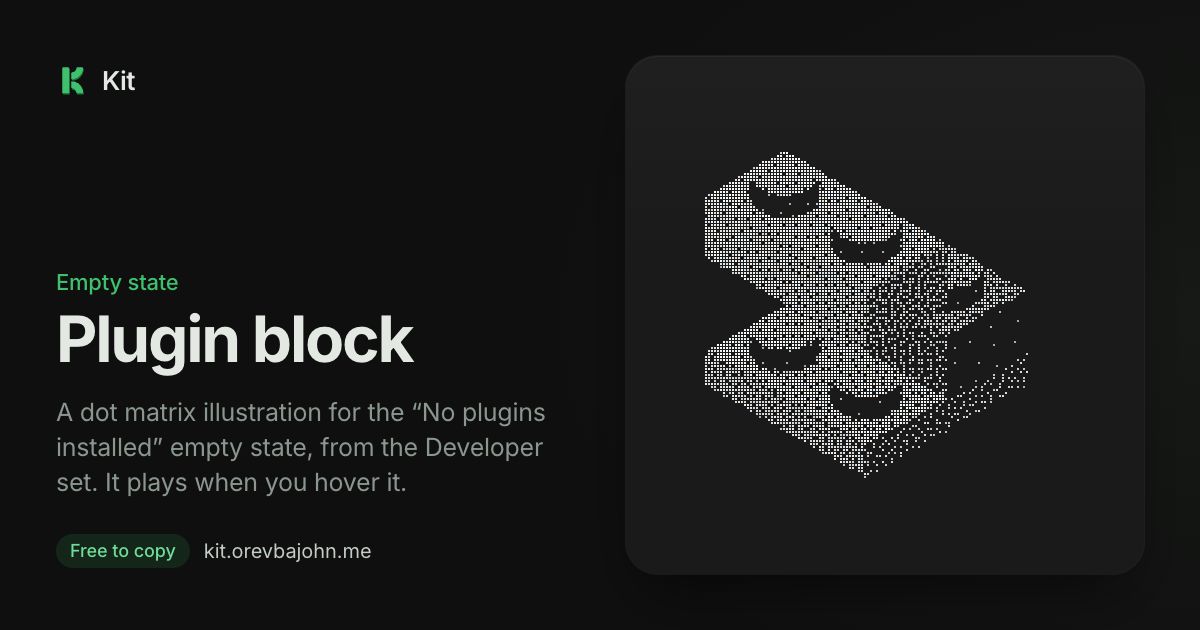 Kit
Empty state
Plugin block
A dot matrix illustration for the “No plugins
installed” empty state, from the Developer
set. It plays when you hover it.
Free to copy
kit.orevbajohn.me